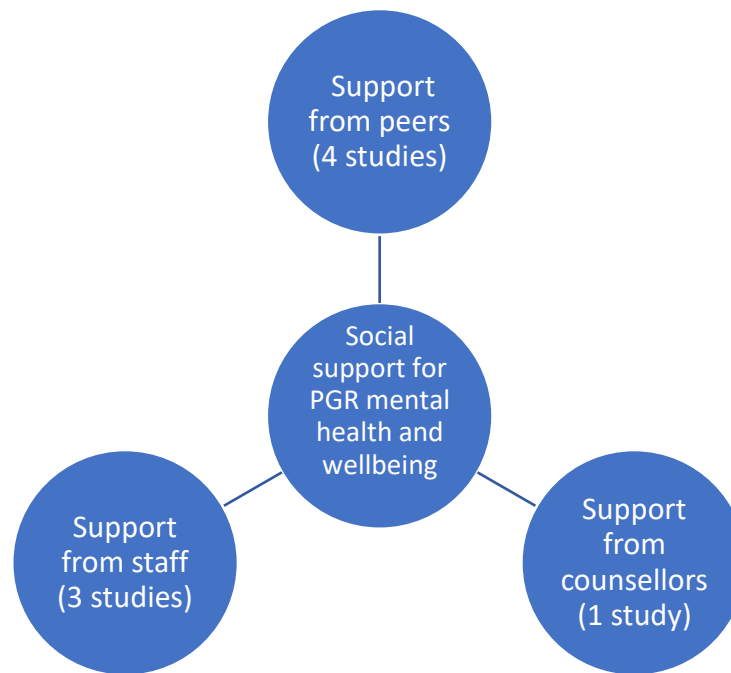 Support
from peers
(4 studies)
Social
support for
PGR mental
health and
wellbeing
Support
from staff
(3 studies)
Support
from
counsellors
(1 study)